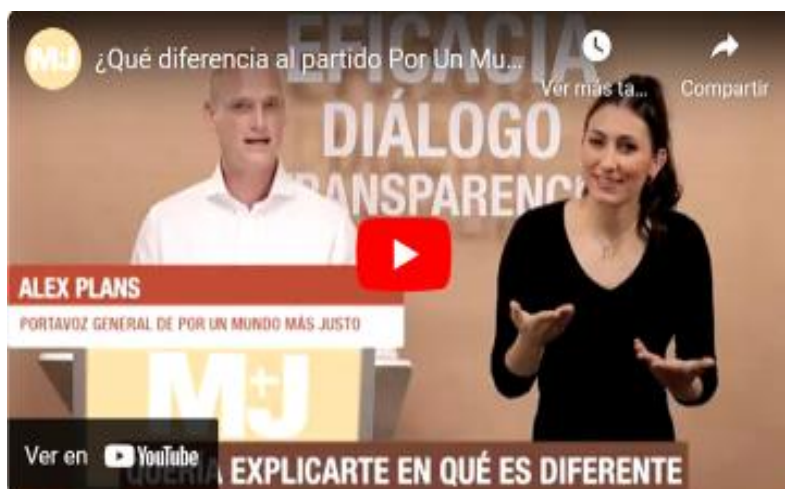 M+J
¿Qué diferencia al partido Por Un Mu...
Ver más ta...
Compartir
EFICACIA
DIÁLOGO
ALEX PLANS
PORTAVOZ GENERAL DE POR UN MUNDO MÁS JUSTO
M+J
Ver en YouTube
EXPLICARTE EN QUÉ ES DIFERENTE